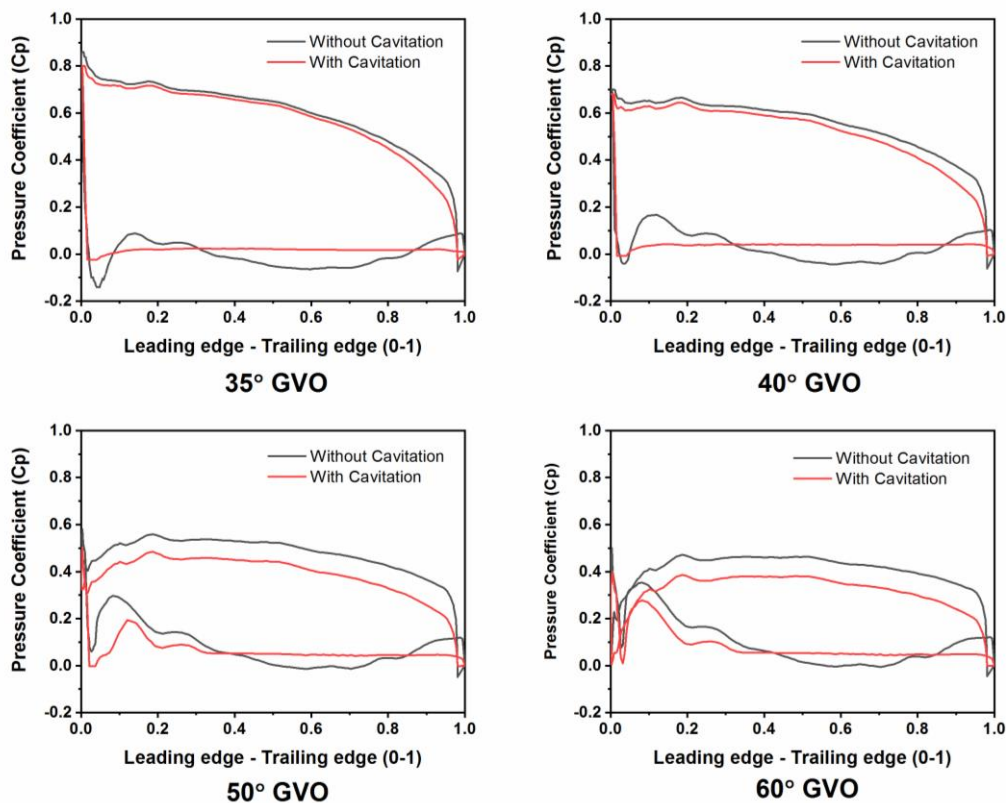 Pressure Coefficient (Cp)
1.0
0.8
0.6
0.4
0.2
0.0
-0.2
Without Cavitation
With Cavitation
0.0 0.2 0.4 0.6 0.8 1.0
Leading edge - Trailing edge (0-1)
35° GVO
Pressure Coefficient (Cp)
1.0
0.8
0.6
0.4
0.2
0.0
-0.2
Without Cavitation
With Cavitation
0.0 0.2 0.4 0.6 0.8 1.0
Leading edge - Trailing edge (0-1)
40° GVO
Pressure Coefficient (Cp)
1.0
0.8
0.6
0.4
0.2
0.0
-0.2
Without Cavitation
With Cavitation
0.0 0.2 0.4 0.6 0.8 1.0
Leading edge - Trailing edge (0-1)
50° GVO
Pressure Coefficient (Cp)
1.0
0.8
0.6
0.4
0.2
0.0
-0.2
Without Cavitation
With Cavitation
0.0 0.2 0.4 0.6 0.8 1.0
Leading edge - Trailing edge (0-1)
60° GVO